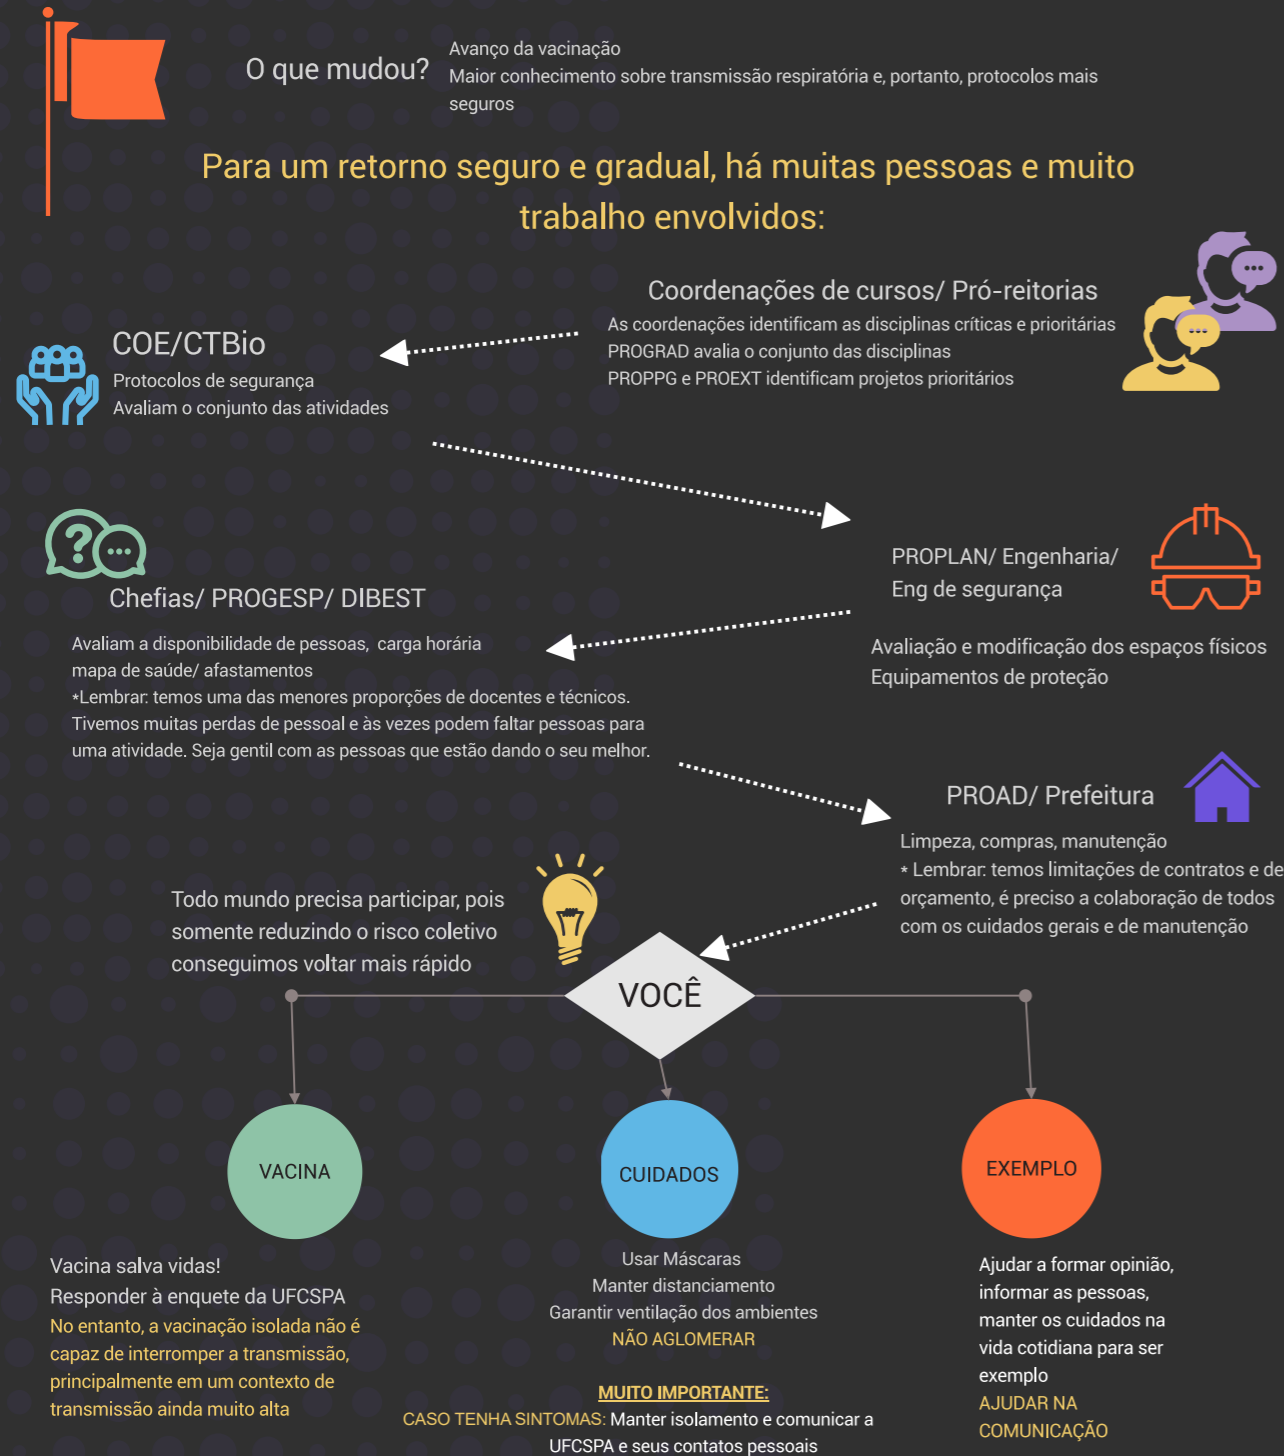 O que mudou?
Avanço da vacinação
Maior conhecimento sobre transmissão respiratória e, portanto, protocolos mais
seguros
Para um retorno seguro e gradual, há muitas pessoas e muito
trabalho envolvidos:
Coordenações de cursos/ Pró-reitorias
As coordenações identificam as disciplinas críticas e prioritárias
PROGRAD avalia o conjunto das disciplinas
PROPPG e PROEXT identificam projetos prioritários
COE/CTBio
Protocolos de segurança
Avaliam o conjunto das atividades
PROPLAN/ Engenharia/
Eng de segurança
Avaliação e modificação dos espaços físicos
Equipamentos de proteção
?
Chefias/ PROGESP/ DIBEST
Avaliam a disponibilidade de pessoas, carga horária
mapa de saúde/ afastamentos
*Lembrar: temos uma das menores proporções de docentes e técnicos.
Tivemos muitas perdas de pessoal e às vezes podem faltar pessoas para
uma atividade. Seja gentil com as pessoas que estão dando o seu melhor.
PROAD/ Prefeitura
Limpeza, compras, manutenção
* Lembrar: temos limitações de contratos e de
orçamento, é preciso a colaboração de todos
com os cuidados gerais e de manutenção
Todo mundo precisa participar, pois
somente reduzindo o risco coletivo
conseguimos voltar mais rápido
VOCÊ
VACINA
Vacina salva vidas!
Responder à enquete da UFCSPA
No entanto, a vacinação isolada não é
capaz de interromper a transmissão,
principalmente em um contexto de
transmissão ainda muito alta
CUIDADOS
Usar Máscaras
Manter distanciamento
Garantir ventilação dos ambientes
NÃO AGLOMERAR
MUITO IMPORTANTE:
CASO TENHA SINTOMAS: Manter isolamento e comunicar a
UFCSPA e seus contatos pessoais
EXEMPLO
Ajudar a formar opinião,
informar as pessoas,
manter os cuidados na
vida cotidiana para ser
exemplo
AJUDAR NA
COMUNICAÇÃO